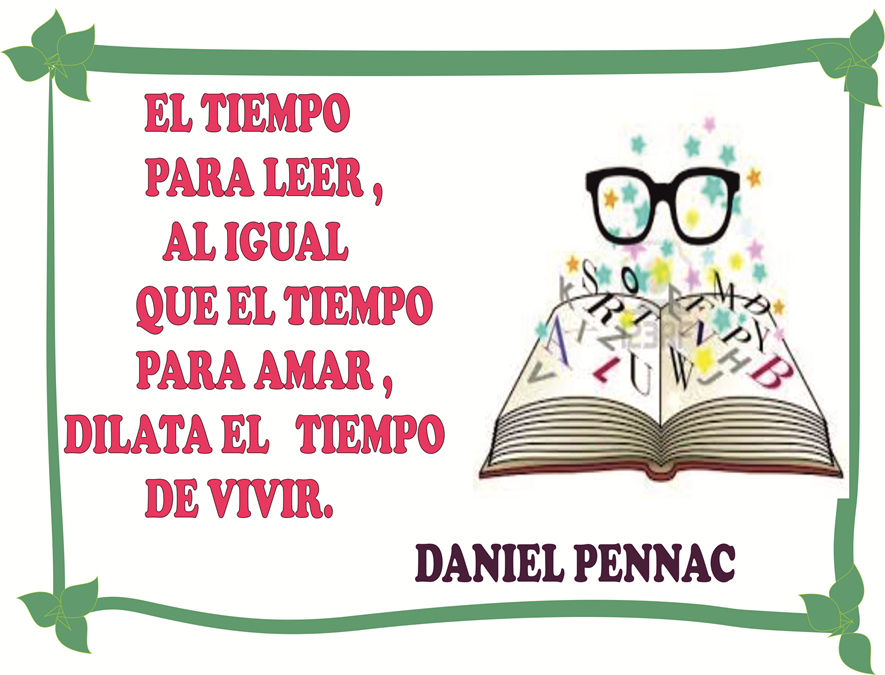 EL TIEMPO
PARA LEER ,
AL IGUAL
QUE EL TIEMPO
PARA AMAR ,
DILATA EL TIEMPO
DE VIVIR.
DANIEL PENNAC